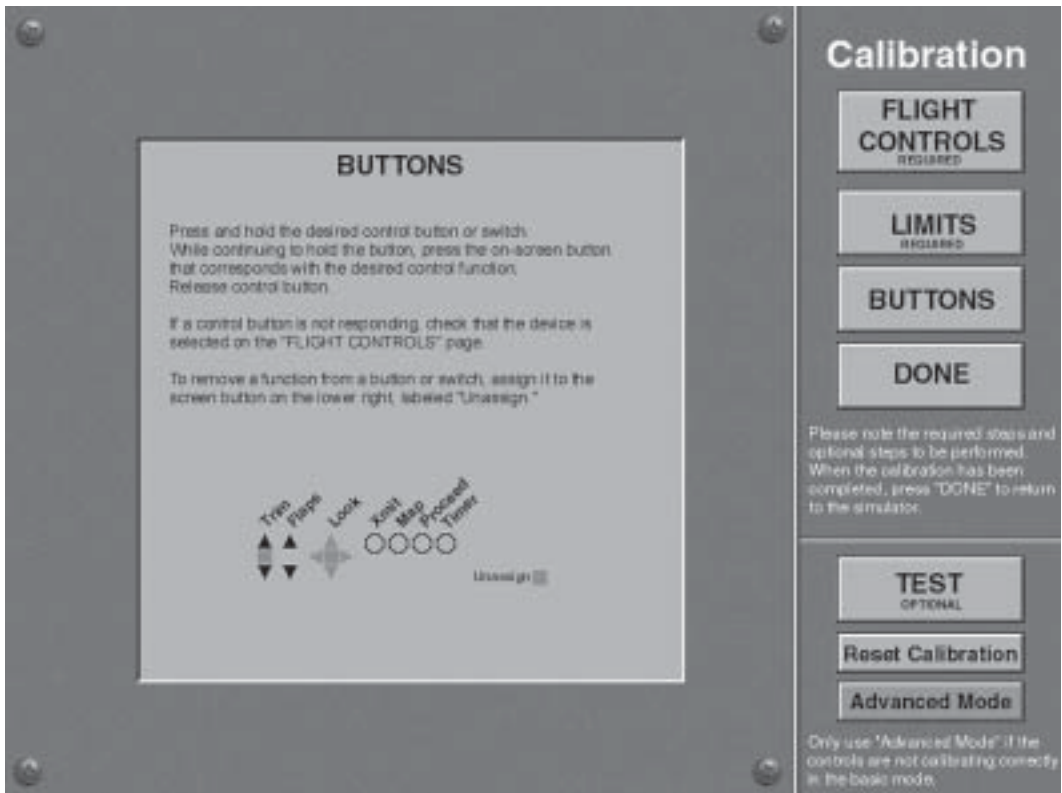 BUTTONS
Press and hold the desired control button or switch.
While continuing to hold the button, press the on-screen button
that corresponds with the desired control function.
Release control button.
If a control button is not responding, check that the device is
selected on the "FLIGHT CONTROLS" page.
To remove a function from a button or switch, assign it to the
screen button on the lower right, labeled "Unassign."
Trim
Flaps
Look
Xmit
Map
Proceed
Timer
Unassign
Calibration
FLIGHT
CONTROLS
REQUIRED
LIMITS
REQUIRED
BUTTONS
DONE
Please note the required steps and
optional steps to be performed.
When the calibration has been
completed, press "DONE" to return
to the simulator.
TEST
OPTIONAL
Reset Calibration
Advanced Mode
Only use "Advanced Mode" if the
controls are not calibrating correctly
in the basic mode.